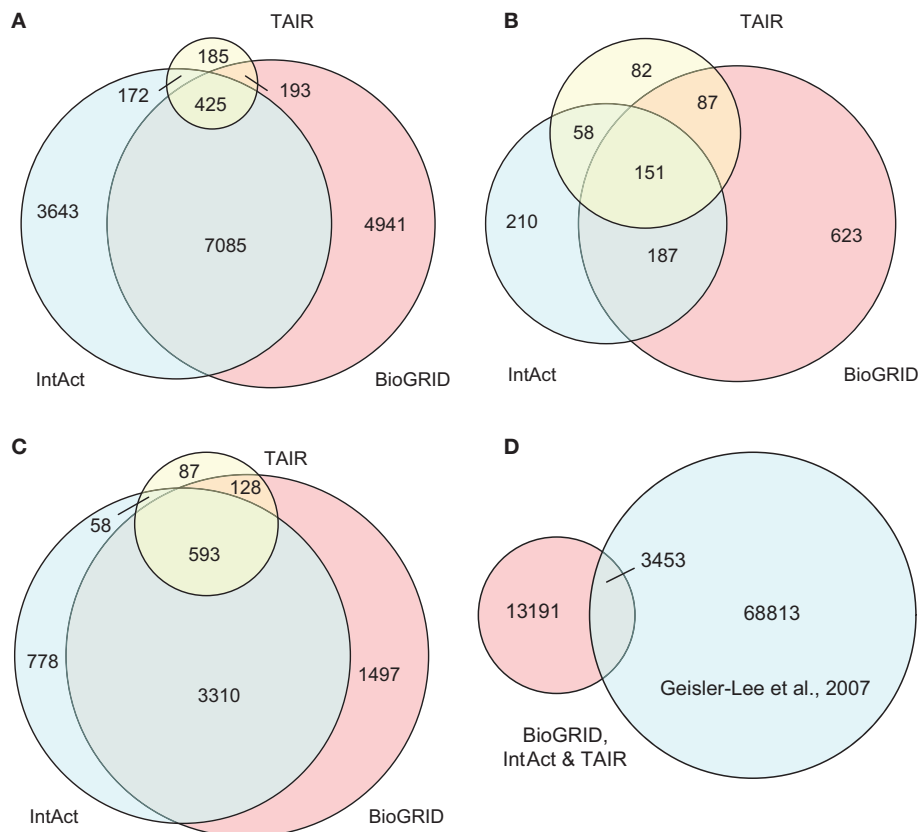 A
TAIR
185
172
193
425
3643
7085
4941
IntAct
BioGRID
B
TAIR
82
87
58
151
210
187
623
IntAct
BioGRID
C
TAIR
87
128
58
593
778
3310
1497
IntAct
BioGRID
D
3453
13191
68813
Geisler-Lee et al., 2007
BioGRID,
IntAct & TAIR